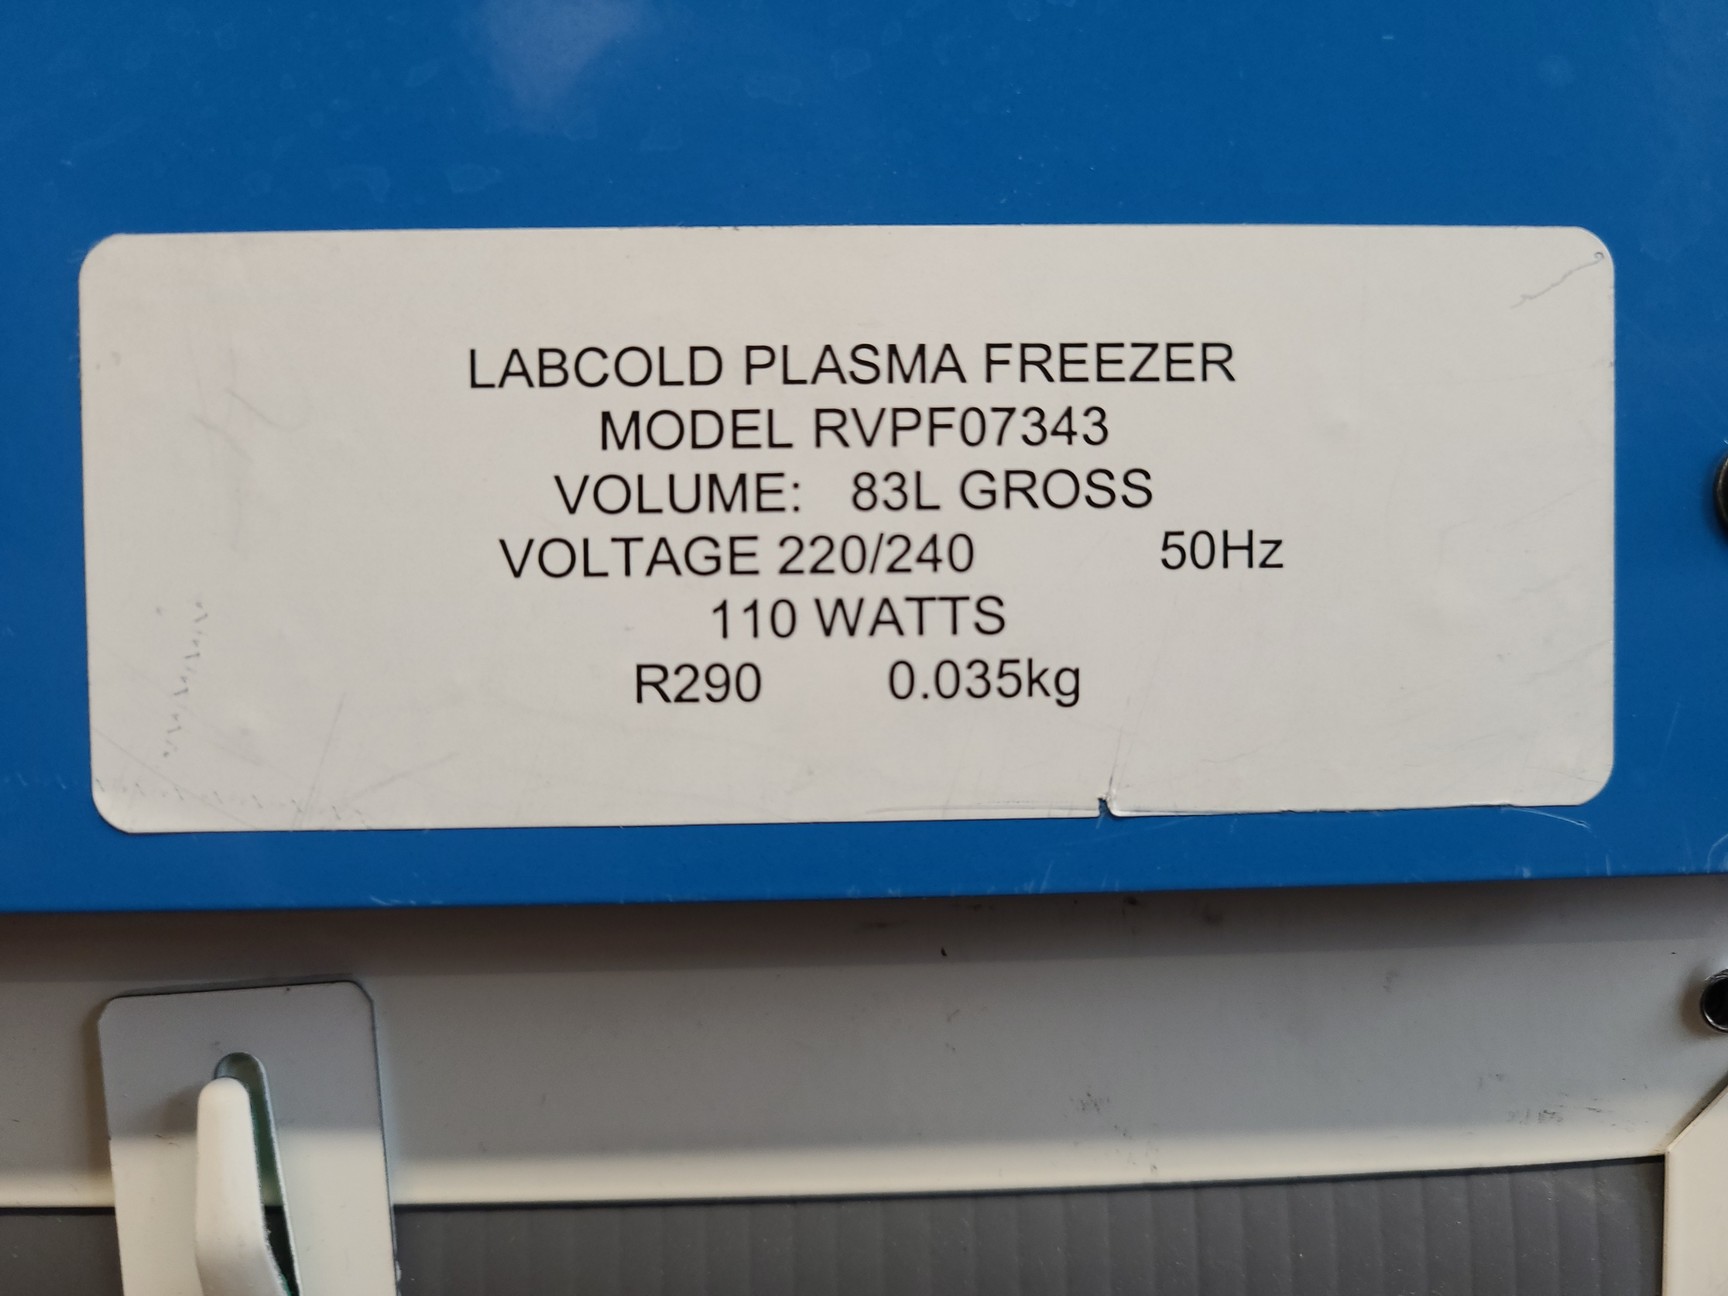 LABCOLD PLASMA FREEZER
MODEL RVPF07343
VOLUME: 83L GROSS
VOLTAGE 220/240 50Hz
110 WATTS
R290 0.035kg